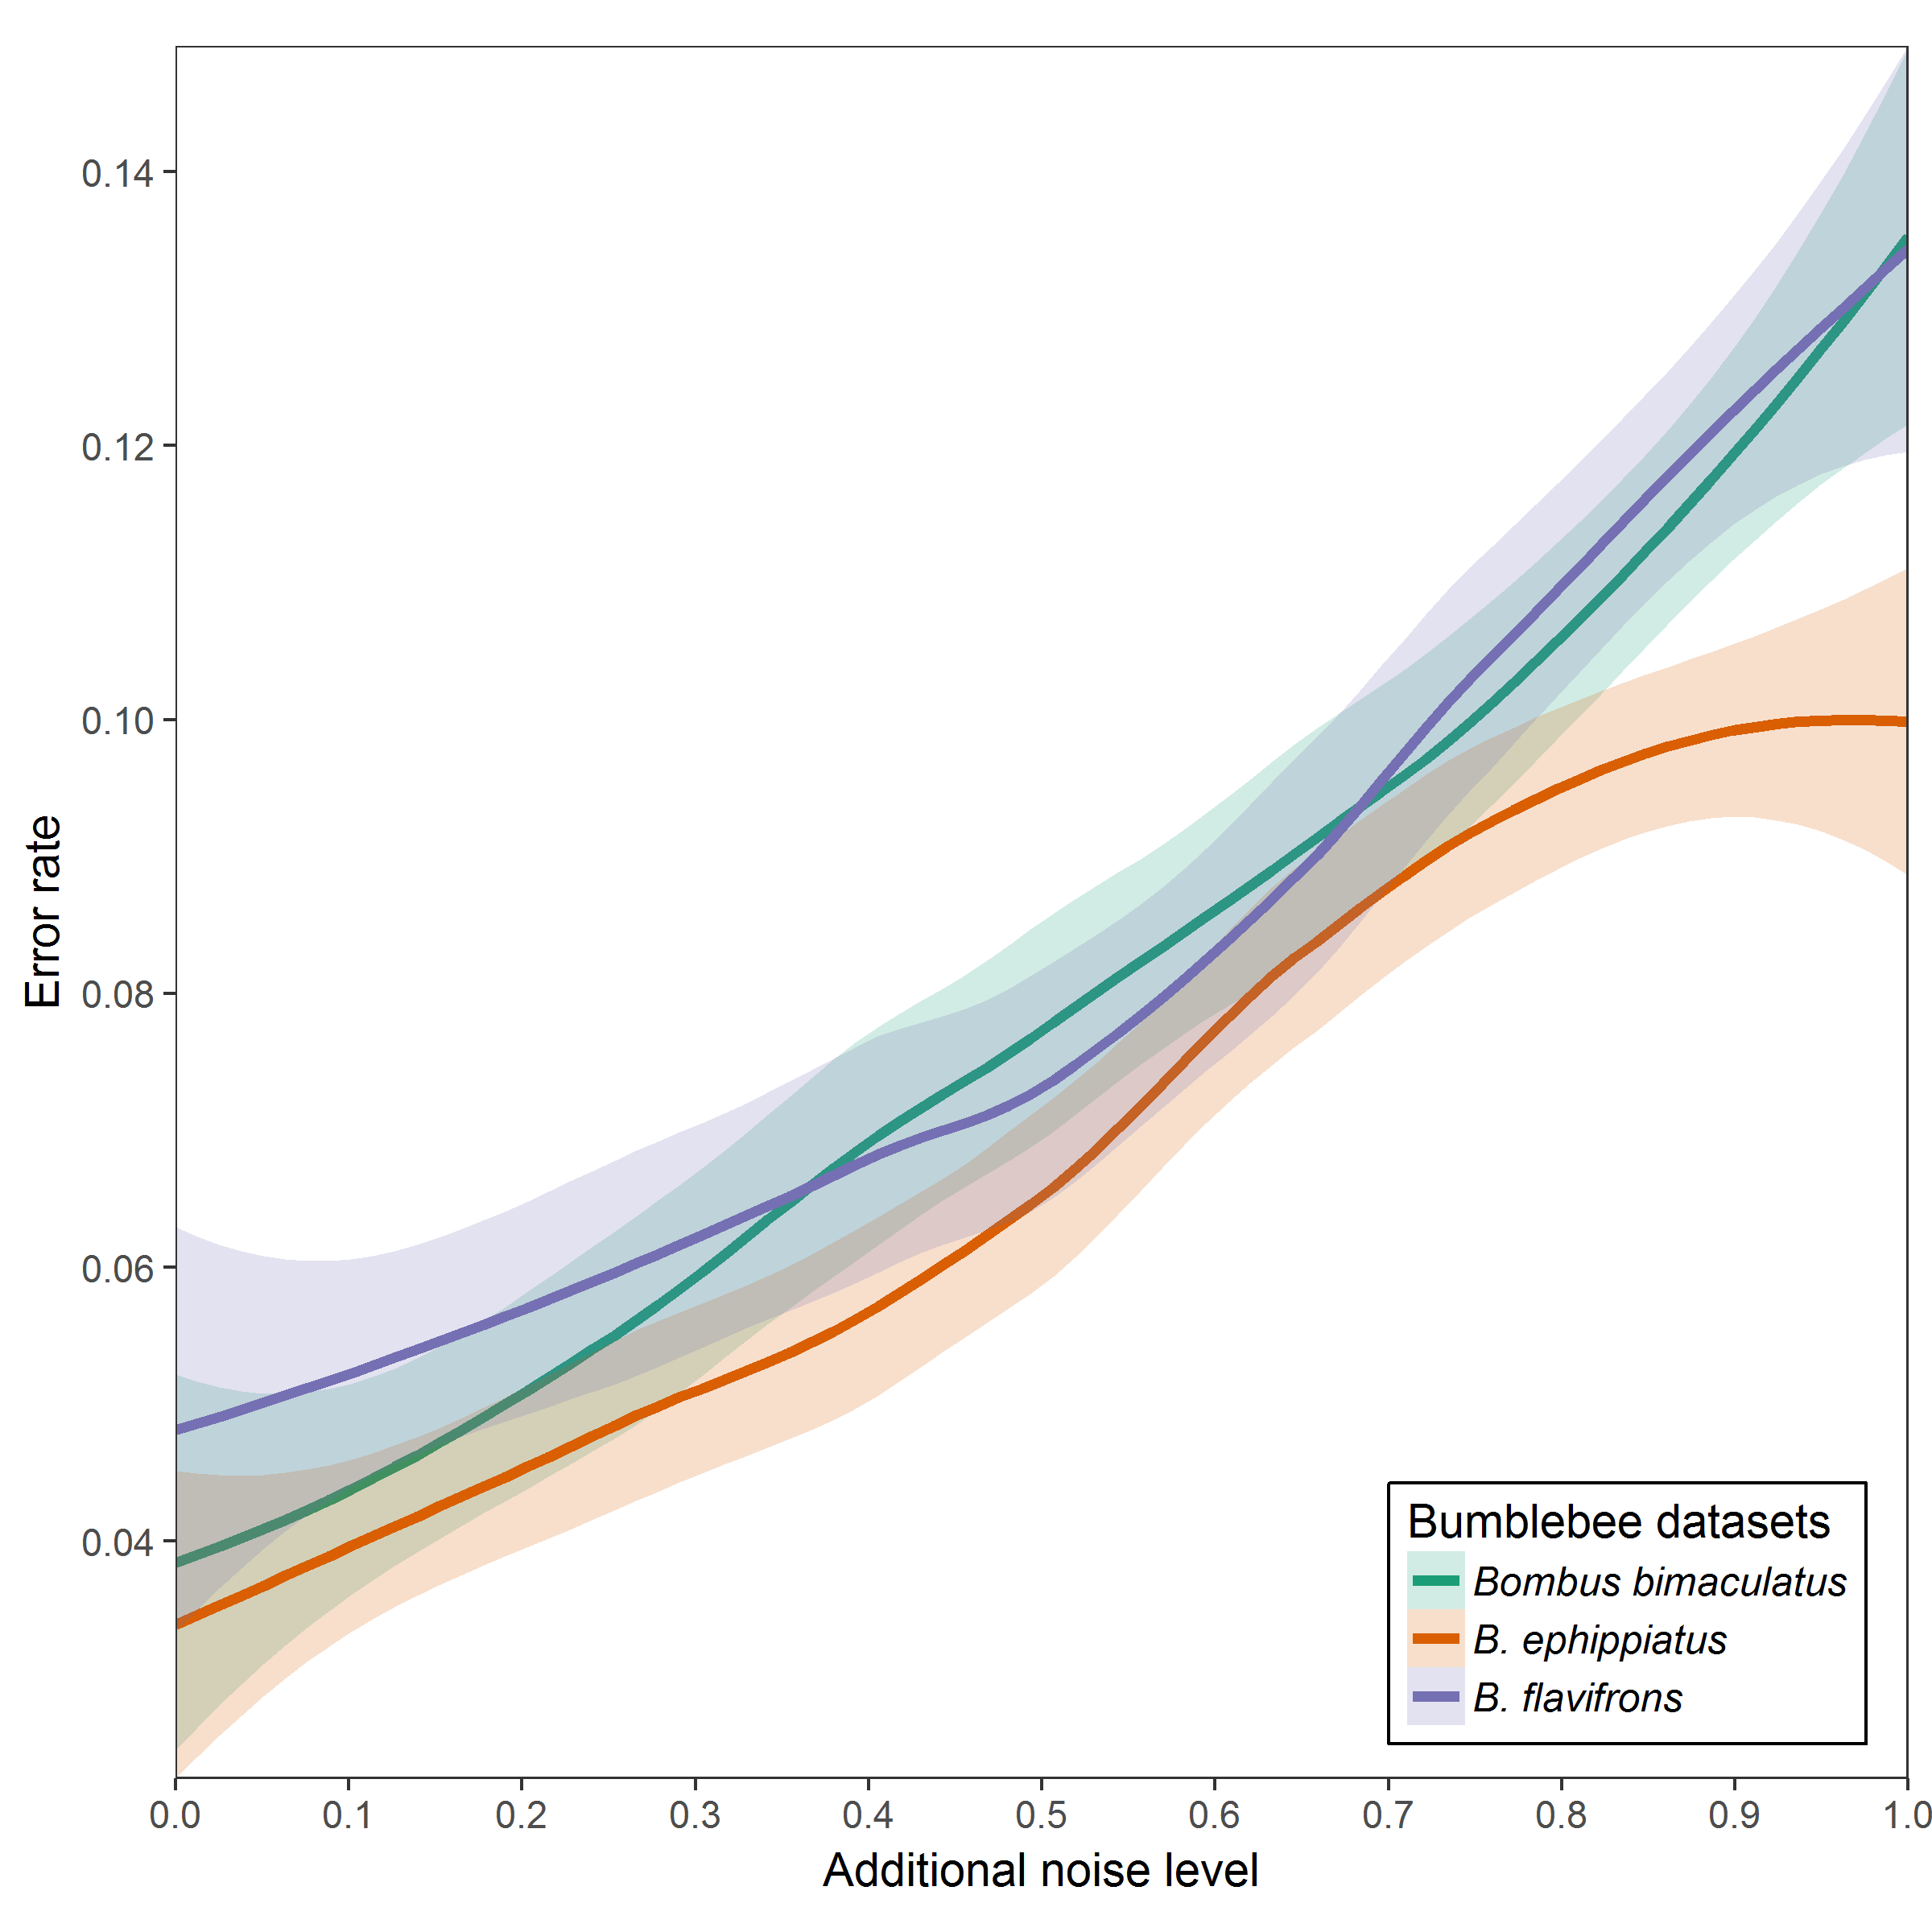 0.14
0.12
0.10
0.08
0.06
0.04
Error rate
Bumblebee datasets
Bombus bimaculatus
B. ephippiatus
B. flavifrons
0.0 0.1 0.2 0.3 0.4 0.5 0.6 0.7 0.8 0.9 1.0
Additional noise level